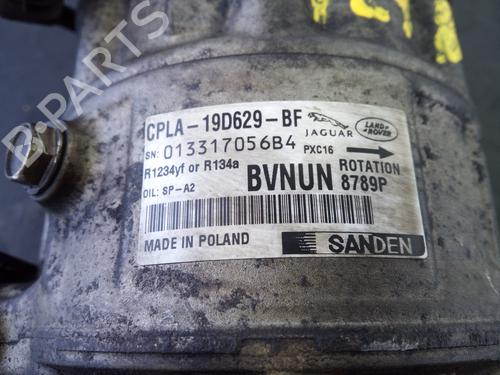 B-PARTS
CPLA-19D629-BF
JAGUAR
LAND ROVER
SN: 013317056B4
PXC16
R1234yf or R134a
ROTATION
OIL: SP-A2
BVNUN
8789P
MADE IN POLAND
SANDEN